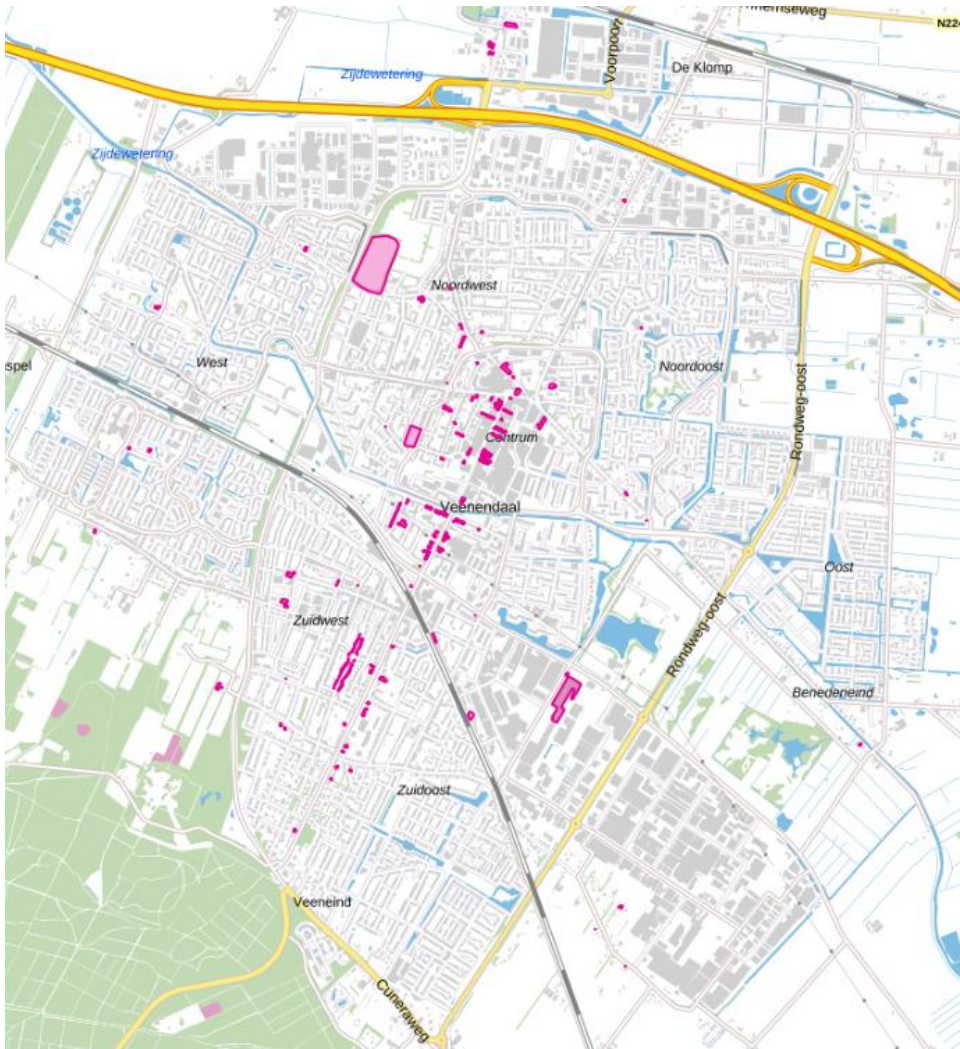 N224
Voorpoort
De Klomp
Zijdewetering
Zijdewetering
Noordwest
West
Noordoost
Rondweg-oost
Centrum
Veenendaal
Oost
Zuidwest
Rondweg-oost
Benedeneind
Zuidoost
Veeneind
Cuneraweg